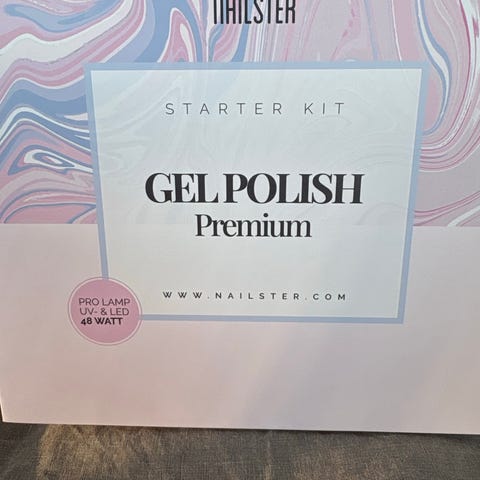 NAILSTER
STARTER KIT
GEL POLISH
Premium
WWW.NAILSTER.COM
PRO LAMP
UV- & LED
48 WATT